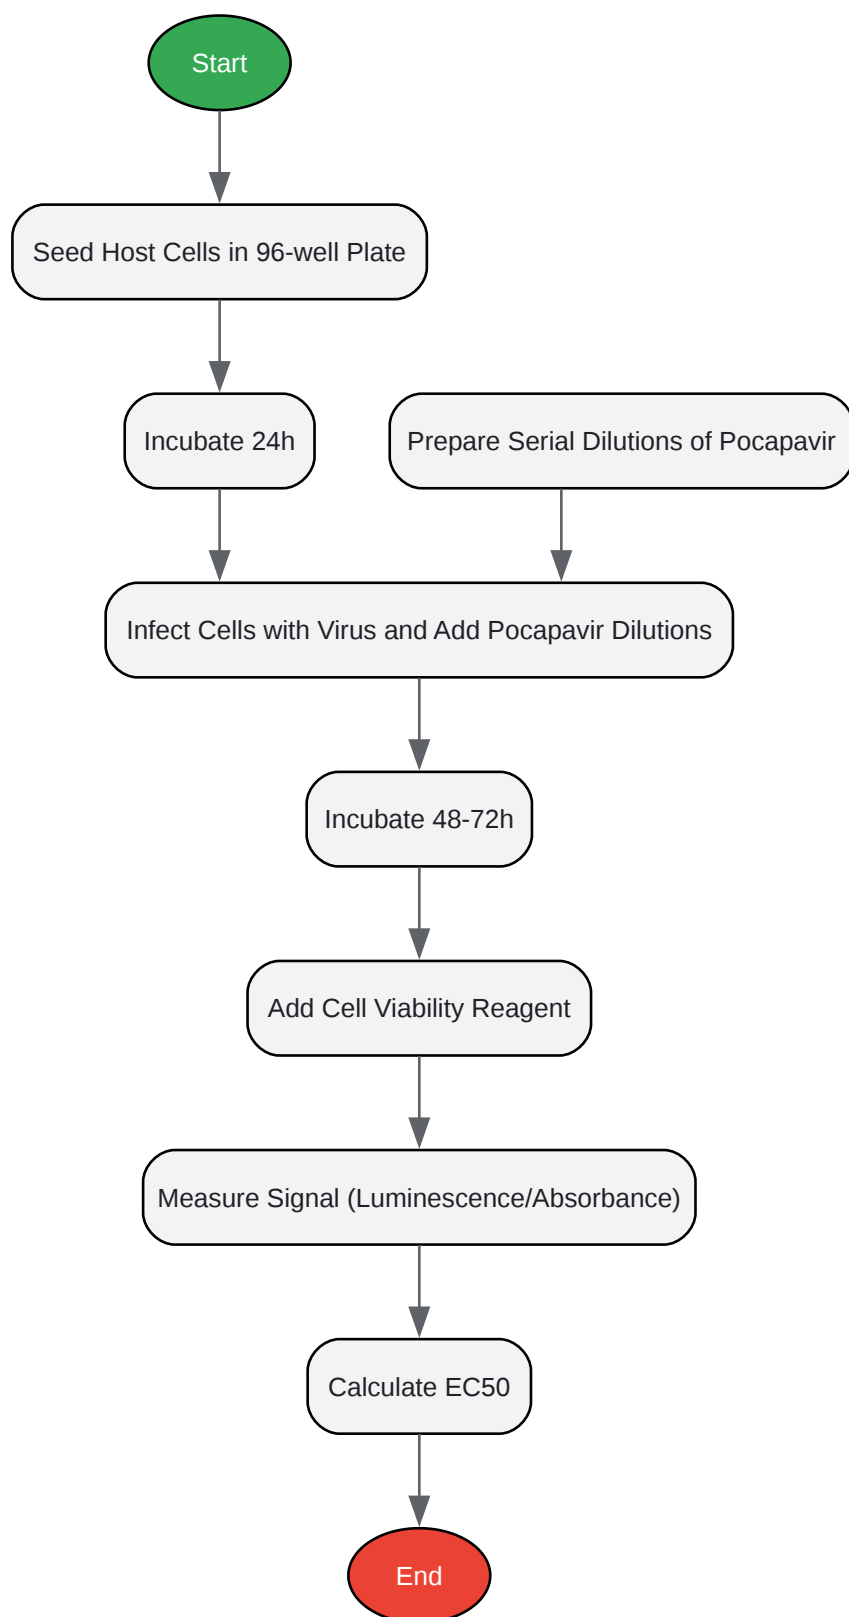 Start
Seed Host Cells in 96-well Plate
Incubate 24h
Prepare Serial Dilutions of Pocapavir
Infect Cells with Virus and Add Pocapavir Dilutions
Incubate 48-72h
Add Cell Viability Reagent
Measure Signal (Luminescence/Absorbance)
Calculate EC50
End